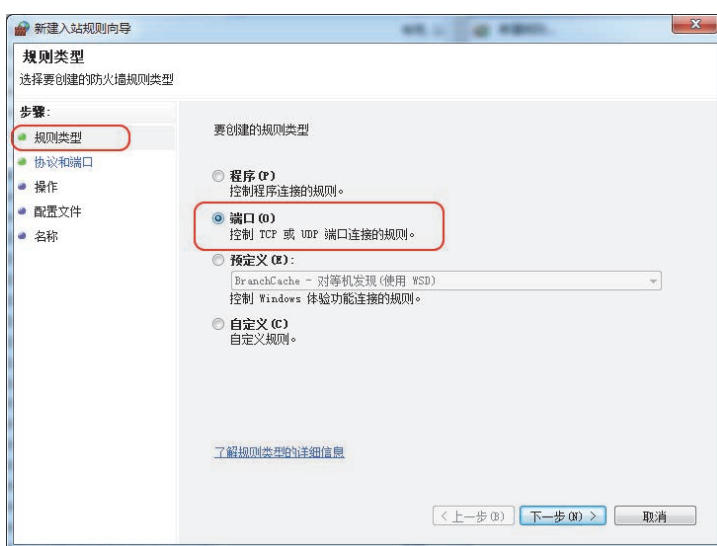 新建入站规则向导
规则类型
选择要创建的防火墙规则类型
步骤:
规则类型
协议和端口
操作
配置文件
名称
要创建的规则类型
程序(P)
控制程序连接的规则。
端口(O)
控制 TCP 或 UDP 端口连接的规则。
预定义(E):
BranchCache - 对等机发现(使用 WSD)
控制 Windows 体验功能连接的规则。
自定义(C)
自定义规则。
了解规则类型的详细信息
<上一步(B)
下一步(N) >
取消